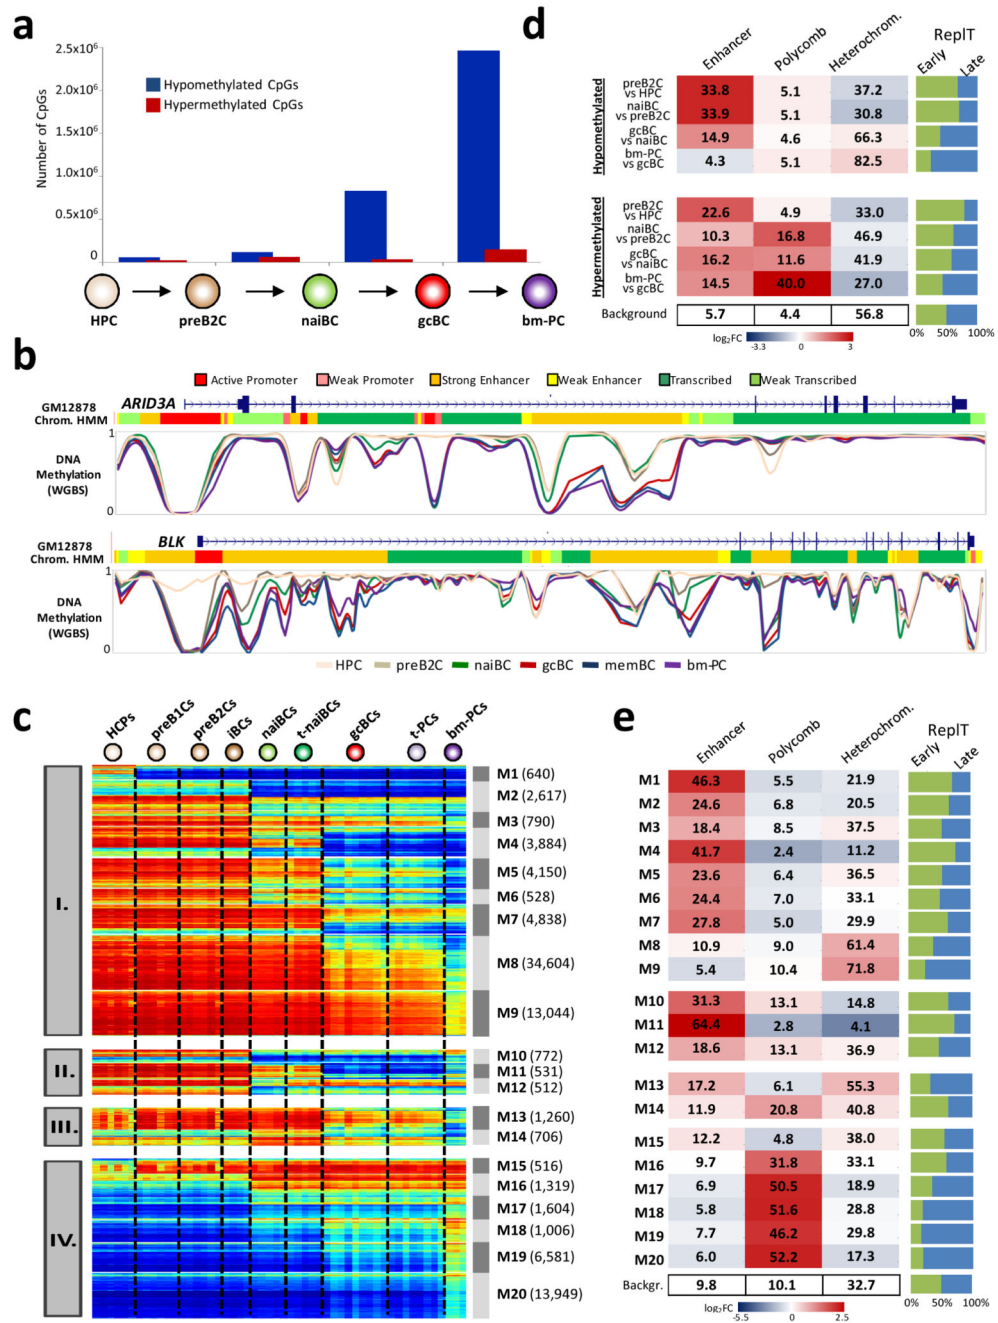 a
2.5x10⁶
2.0x10⁶
1.5x10⁶
1.0x10⁶
0.5x10⁶
0
Number of CpGs
Hypomethylated CpGs
Hypermethylated CpGs
HPC preB2C naiBC gcBC bm-PC
d
Enhancer Polycomb Heterochrom. ReplT
Early Late
Hypomethylated
preB2C vs HPC 33.8 5.1 37.2
naiBC vs preB2C 33.9 5.1 30.8
gcBC vs naiBC 14.9 4.6 66.3
bm-PC vs gcBC 4.3 5.1 82.5
Hypermethylated
preB2C vs HPC 22.6 4.9 33.0
naiBC vs preB2C 10.3 16.8 46.9
gcBC vs naiBC 16.2 11.6 41.9
bm-PC vs gcBC 14.5 40.0 27.0
Background 5.7 4.4 56.8
0% 50% 100%
log₂FC
-3.3 0 3
b
Active Promoter Weak Promoter Strong Enhancer Weak Enhancer Transcribed Weak Transcribed
ARID3A
GM12878
Chrom. HMM
1
DNA
Methylation
(WGBS)
0
BLK
GM12878
Chrom. HMM
1
DNA
Methylation
(WGBS)
0
HPC preB2C naiBC gcBC memBC bm-PC
c
HCPs preB1Cs preB2Cs iBCs naiBCs t-naiBCs gcBCs t-PCs bm-PCs
I.
M1 (640)
M2 (2,617)
M3 (790)
M4 (3,884)
M5 (4,150)
M6 (528)
M7 (4,838)
M8 (34,604)
M9 (13,044)
II.
M10 (772)
M11 (531)
M12 (512)
III.
M13 (1,260)
M14 (706)
IV.
M15 (516)
M16 (1,319)
M17 (1,604)
M18 (1,006)
M19 (6,581)
M20 (13,949)
e
Enhancer Polycomb Heterochrom. ReplT
Early Late
M1 46.3 5.5 21.9
M2 24.6 6.8 20.5
M3 18.4 8.5 37.5
M4 41.7 2.4 11.2
M5 23.6 6.4 36.5
M6 24.4 7.0 33.1
M7 27.8 5.0 29.9
M8 10.9 9.0 61.4
M9 5.4 10.4 71.8
M10 31.3 13.1 14.8
M11 64.4 2.8 4.1
M12 18.6 13.1 36.9
M13 17.2 6.1 55.3
M14 11.9 20.8 40.8
M15 12.2 4.8 38.0
M16 9.7 31.8 33.1
M17 6.9 50.5 18.9
M18 5.8 51.6 28.8
M19 7.7 46.2 29.8
M20 6.0 52.2 17.3
Backgr. 9.8 10.1 32.7
0% 50% 100%
log₂FC
-5.5 0 2.5